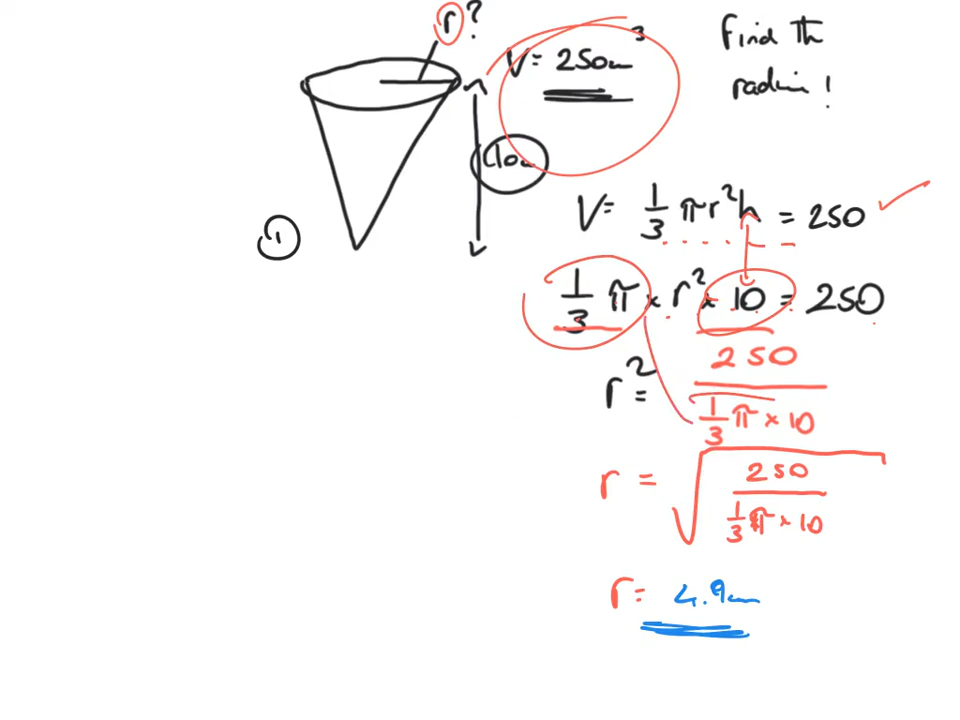 r?
V= 250cm³
Find th
radius!
10cm
①
V= 1/3 πr²h = 250
1/3 π × r² × 10 = 250
r² = 250 / (1/3 π × 10)
r = √(250 / (1/3 π × 10))
r= 4.9cm